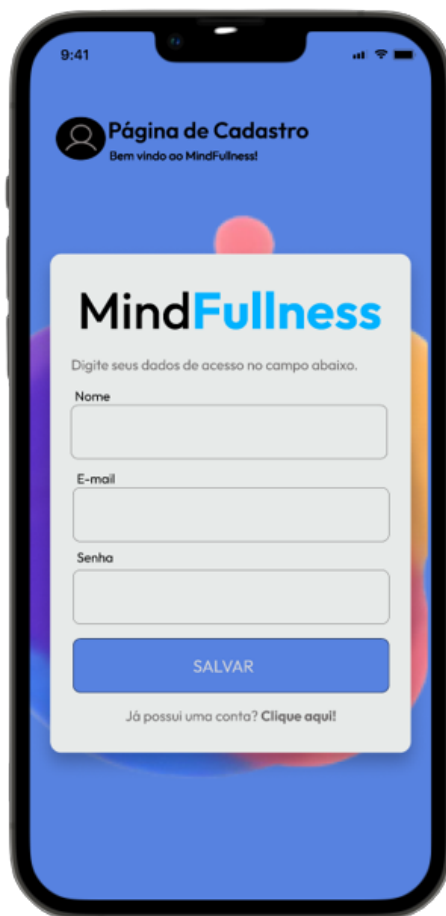 9:41
Página de Cadastro
Bem vindo ao MindFullness!
MindFullness
Digite seus dados de acesso no campo abaixo.
Nome
E-mail
Senha
SALVAR
Já possui uma conta? Clique aqui!